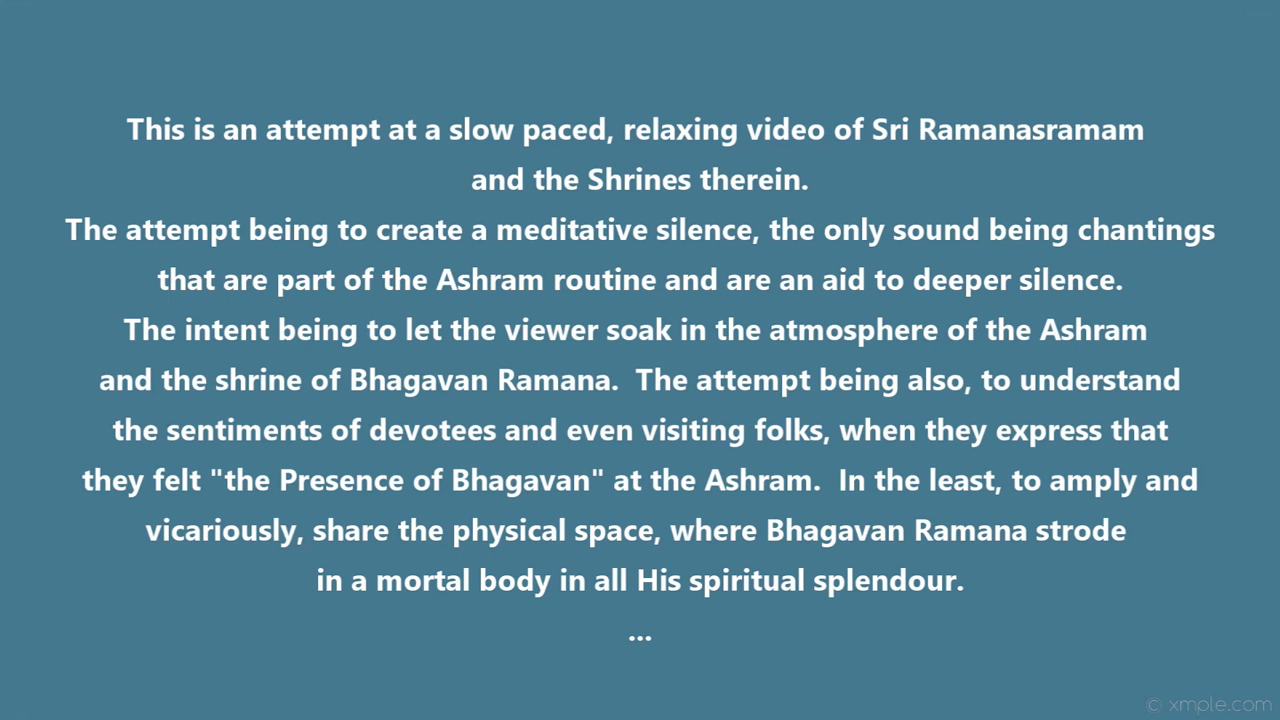 This is an attempt at a slow paced, relaxing video of Sri Ramanasramam
and the Shrines therein.
The attempt being to create a meditative silence, the only sound being chantings
that are part of the Ashram routine and are an aid to deeper silence.
The intent being to let the viewer soak in the atmosphere of the Ashram
and the shrine of Bhagavan Ramana.  The attempt being also, to understand
the sentiments of devotees and even visiting folks, when they express that
they felt "the Presence of Bhagavan" at the Ashram.  In the least, to amply and
vicariously, share the physical space, where Bhagavan Ramana strode
in a mortal body in all His spiritual splendour.
...
© xmple.com